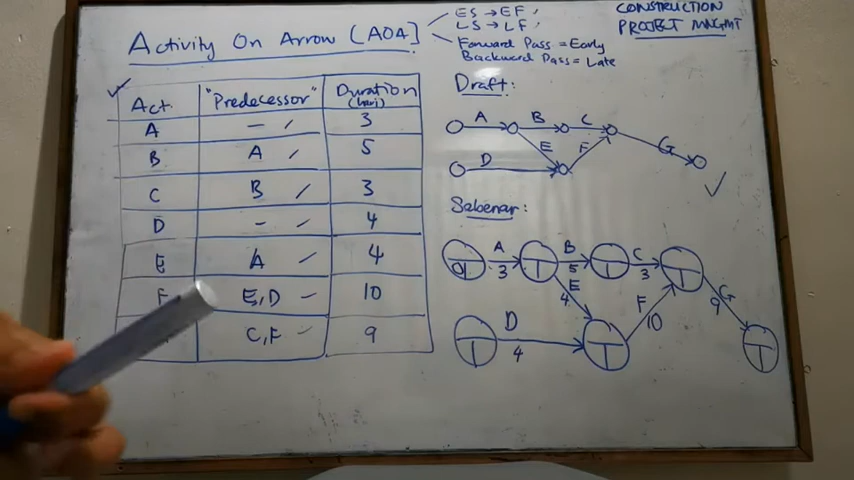 Activity On Arrow (AOA)
ES → EF
LS → LF
Forward Pass = Early
Backward Pass = Late
CONSTRUCTION
PROJECT MNGMT
Act. "Predecessor" Duration
(hari)
A - 3
B A 5
C B 3
D - 4
E A 4
F E,D 10
C,F 9
Draft:
A B C
E F G
D
Sebenar:
A B C
3 5 3
E F G
4 10 9
D
4